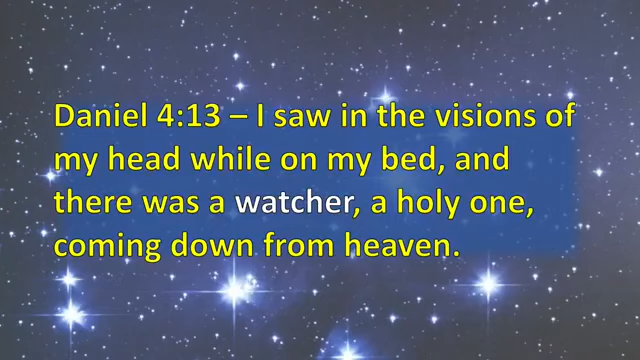 Daniel 4:13 – I saw in the visions of
my head while on my bed, and
there was a watcher, a holy one,
coming down from heaven.